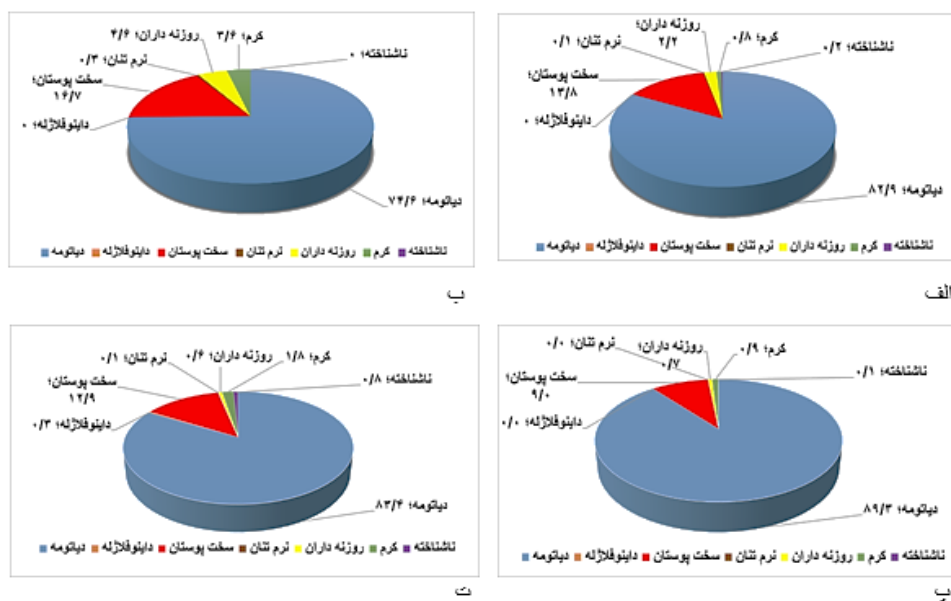 ناشناخته؛ ۰/۲
کرم؛ ۰/۸
روزنه داران؛
۲/۲
نرم تنان؛ ۰/۱
سخت پوستان؛
۱۳/۸
داینوفلاژله؛ ۰
دیاتومه؛ ۸۲/۹
دیاتومه داینوفلاژله سخت پوستان نرم تنان روزنه داران کرم ناشناخته
الف
ناشناخته؛ ۰
کرم؛ ۳/۶
روزنه داران؛ ۴/۶
نرم تنان؛ ۰/۳
سخت پوستان؛
۱۶/۷
داینوفلاژله؛ ۰
دیاتومه؛ ۷۴/۶
دیاتومه داینوفلاژله سخت پوستان نرم تنان روزنه داران کرم ناشناخته
ب
ناشناخته؛ ۰/۱
کرم؛ ۰/۹
روزنه داران؛
۰/۷
نرم تنان؛ ۰/۰
سخت پوستان؛
۹/۰
داینوفلاژله؛ ۰/۰
دیاتومه؛ ۸۹/۳
دیاتومه داینوفلاژله سخت پوستان نرم تنان روزنه داران کرم ناشناخته
پ
ناشناخته؛ ۰/۸
کرم؛ ۱/۸
روزنه داران؛ ۰/۶
نرم تنان؛ ۰/۱
سخت پوستان؛
۱۲/۹
داینوفلاژله؛ ۰/۳
دیاتومه؛ ۸۳/۴
دیاتومه داینوفلاژله سخت پوستان نرم تنان روزنه داران کرم ناشناخته
ت